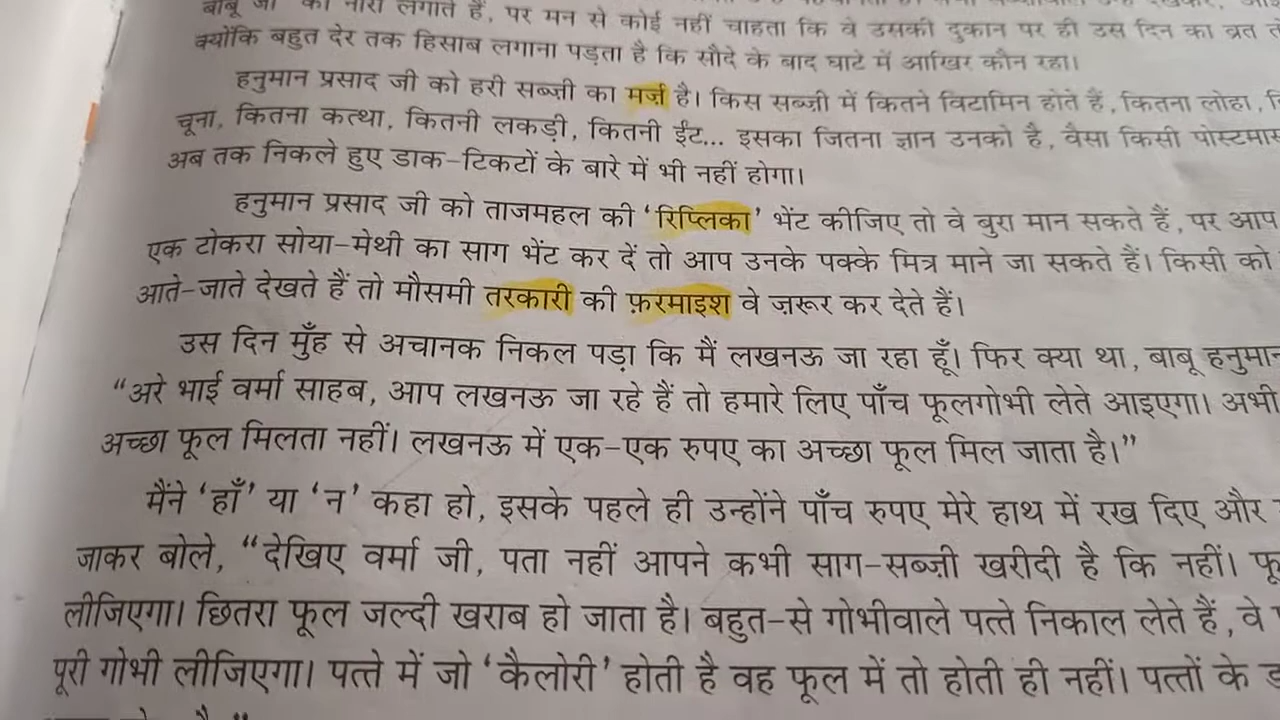 बाबू जी' का नारा लगाते हैं, पर मन से कोई नहीं चाहता कि वे उसकी दुकान पर ही उस दिन का व्रत
क्योंकि बहुत देर तक हिसाब लगाना पड़ता है कि सौदे के बाद घाटे में आखिर कौन रहा।
हनुमान प्रसाद जी को हरी सब्ज़ी का मर्ज़ है। किस सब्ज़ी में कितने विटामिन होते हैं, कितना लोहा,
चूना, कितना कत्था, कितनी लकड़ी, कितनी ईंट... इसका जितना ज्ञान उनको है, वैसा किसी
अब तक निकले हुए डाक-टिकटों के बारे में भी नहीं होगा।
हनुमान प्रसाद जी को ताजमहल की 'रिप्लिका' भेंट कीजिए तो वे बुरा मान सकते हैं, पर आप
एक टोकरा सोया-मेथी का साग भेंट कर दें तो आप उनके पक्के मित्र माने जा सकते हैं। किसी को
आते-जाते देखते हैं तो मौसमी तरकारी की फ़रमाइश वे ज़रूर कर देते हैं।
उस दिन मुँह से अचानक निकल पड़ा कि मैं लखनऊ जा रहा हूँ। फिर क्या था, बाबू हनुमान
"अरे भाई वर्मा साहब, आप लखनऊ जा रहे हैं तो हमारे लिए पाँच फूलगोभी लेते आइएगा। अभी
अच्छा फूल मिलता नहीं। लखनऊ में एक-एक रुपए का अच्छा फूल मिल जाता है।"
मैंने 'हाँ' या 'न' कहा हो, इसके पहले ही उन्होंने पाँच रुपए मेरे हाथ में रख दिए और
जाकर बोले, "देखिए वर्मा जी, पता नहीं आपने कभी साग-सब्ज़ी खरीदी है कि नहीं।
लीजिएगा। छितरा फूल जल्दी खराब हो जाता है। बहुत-से गोभीवाले पत्ते निकाल लेते हैं, वे
पूरी गोभी लीजिएगा। पत्ते में जो 'कैलोरी' होती है वह फूल में तो होती ही नहीं। पत्तों के